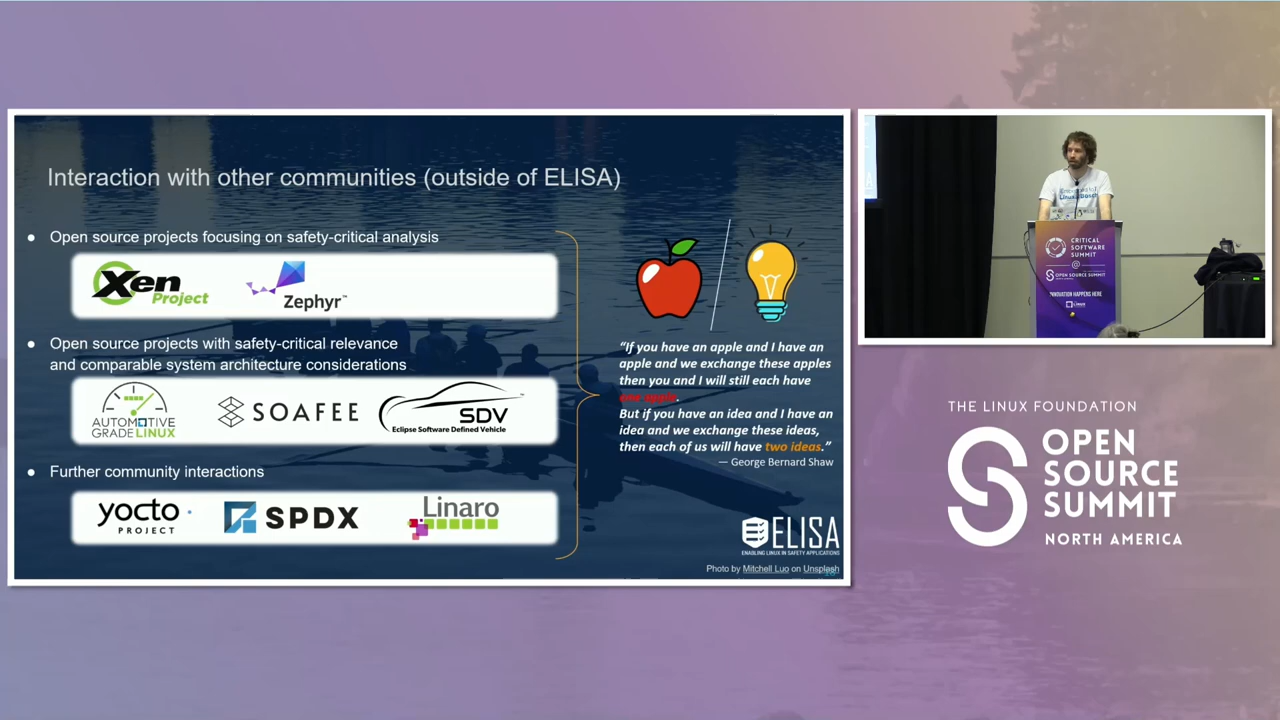 Interaction with other communities (outside of ELISA)
● Open source projects focusing on safety-critical analysis
Xen
Project
Zephyr™
● Open source projects with safety-critical relevance
and comparable system architecture considerations
AUTOMOTIVE
GRADE LINUX
SOAFEE
SDV
Eclipse Software Defined Vehicle
● Further community interactions
yocto
PROJECT
SPDX
Linaro
“If you have an apple and I have an
apple and we exchange these apples
then you and I will still each have
one apple.
But if you have an idea and I have an
idea and we exchange these ideas,
then each of us will have two ideas.”
— George Bernard Shaw
ELISA
ENABLING LINUX IN SAFETY APPLICATIONS
Photo by Mitchell Luo on Unsplash
CRITICAL
SOFTWARE
SUMMIT
@
OPEN SOURCE SUMMIT
INNOVATION HAPPENS HERE
THE LINUX FOUNDATION
OPEN
SOURCE
SUMMIT
NORTH AMERICA